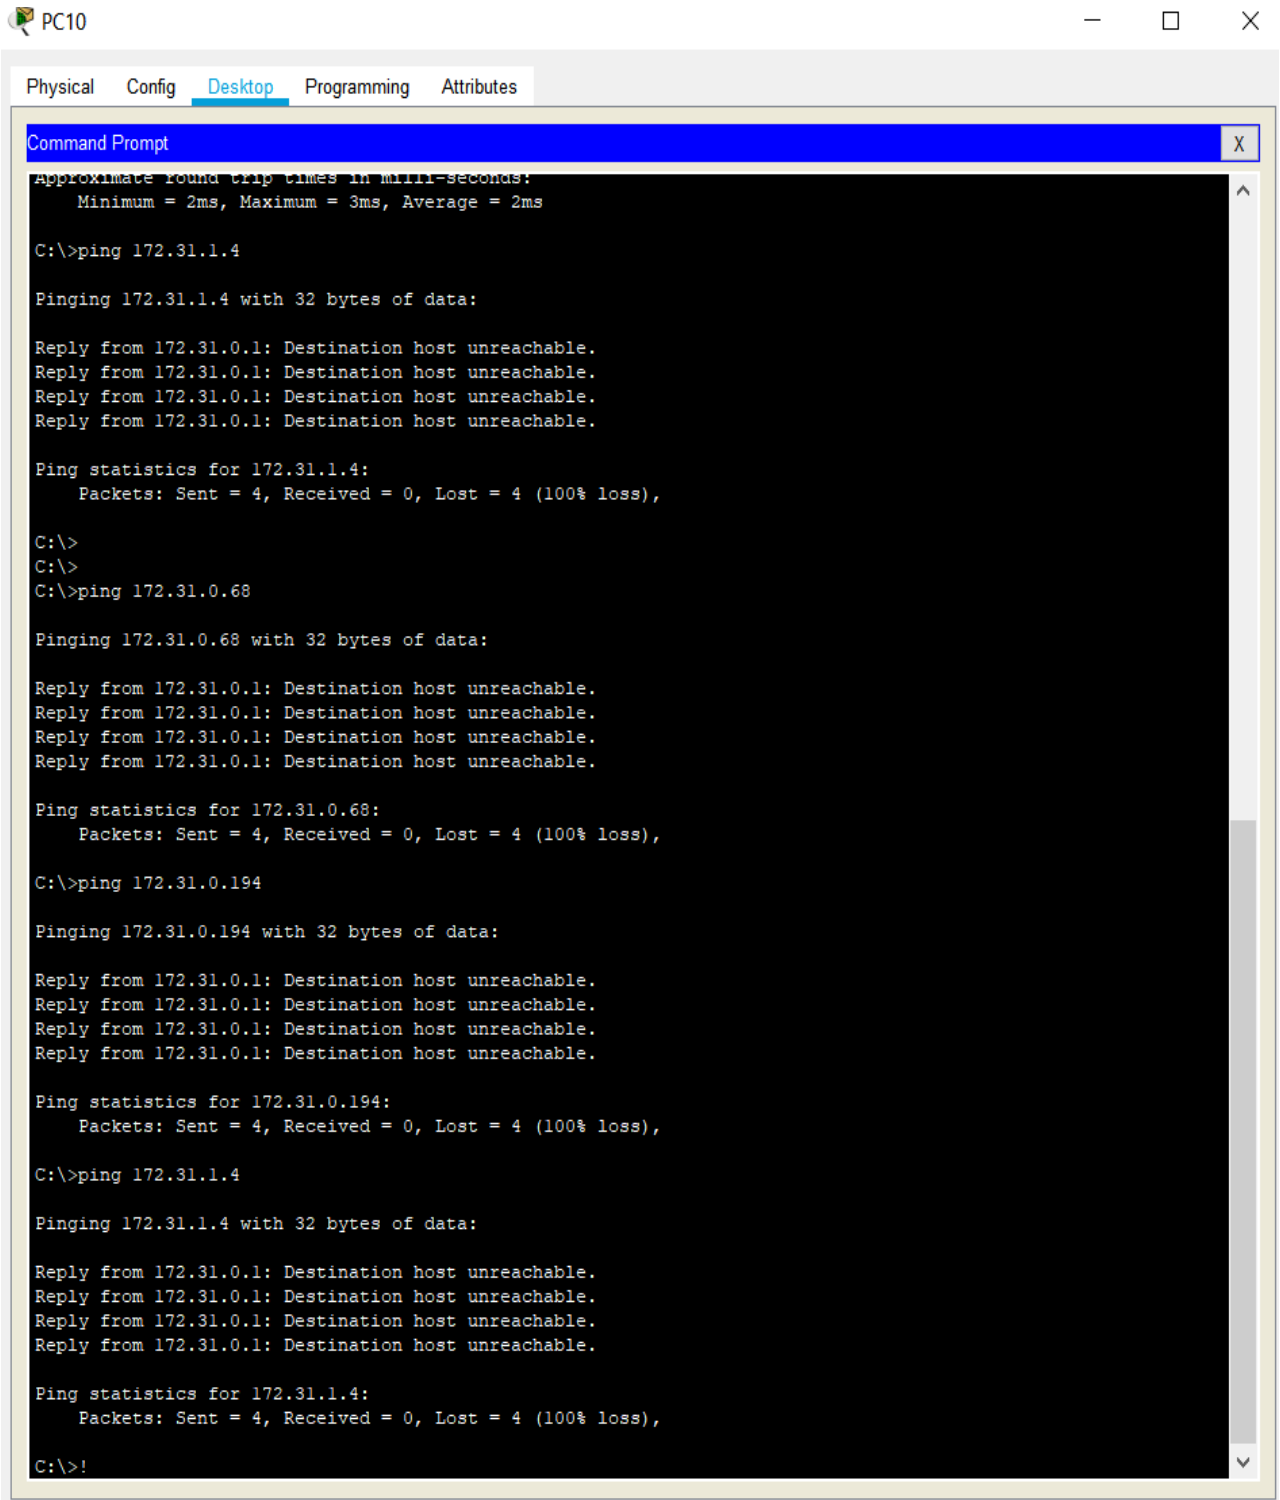 PC10
Physical Config Desktop Programming Attributes
Command Prompt X
Approximate round trip times in milli-seconds:
    Minimum = 2ms, Maximum = 3ms, Average = 2ms

C:\>ping 172.31.1.4

Pinging 172.31.1.4 with 32 bytes of data:

Reply from 172.31.0.1: Destination host unreachable.
Reply from 172.31.0.1: Destination host unreachable.
Reply from 172.31.0.1: Destination host unreachable.
Reply from 172.31.0.1: Destination host unreachable.

Ping statistics for 172.31.1.4:
    Packets: Sent = 4, Received = 0, Lost = 4 (100% loss),

C:\>
C:\>
C:\>ping 172.31.0.68

Pinging 172.31.0.68 with 32 bytes of data:

Reply from 172.31.0.1: Destination host unreachable.
Reply from 172.31.0.1: Destination host unreachable.
Reply from 172.31.0.1: Destination host unreachable.
Reply from 172.31.0.1: Destination host unreachable.

Ping statistics for 172.31.0.68:
    Packets: Sent = 4, Received = 0, Lost = 4 (100% loss),

C:\>ping 172.31.0.194

Pinging 172.31.0.194 with 32 bytes of data:

Reply from 172.31.0.1: Destination host unreachable.
Reply from 172.31.0.1: Destination host unreachable.
Reply from 172.31.0.1: Destination host unreachable.
Reply from 172.31.0.1: Destination host unreachable.

Ping statistics for 172.31.0.194:
    Packets: Sent = 4, Received = 0, Lost = 4 (100% loss),

C:\>ping 172.31.1.4

Pinging 172.31.1.4 with 32 bytes of data:

Reply from 172.31.0.1: Destination host unreachable.
Reply from 172.31.0.1: Destination host unreachable.
Reply from 172.31.0.1: Destination host unreachable.
Reply from 172.31.0.1: Destination host unreachable.

Ping statistics for 172.31.1.4:
    Packets: Sent = 4, Received = 0, Lost = 4 (100% loss),

C:\>!